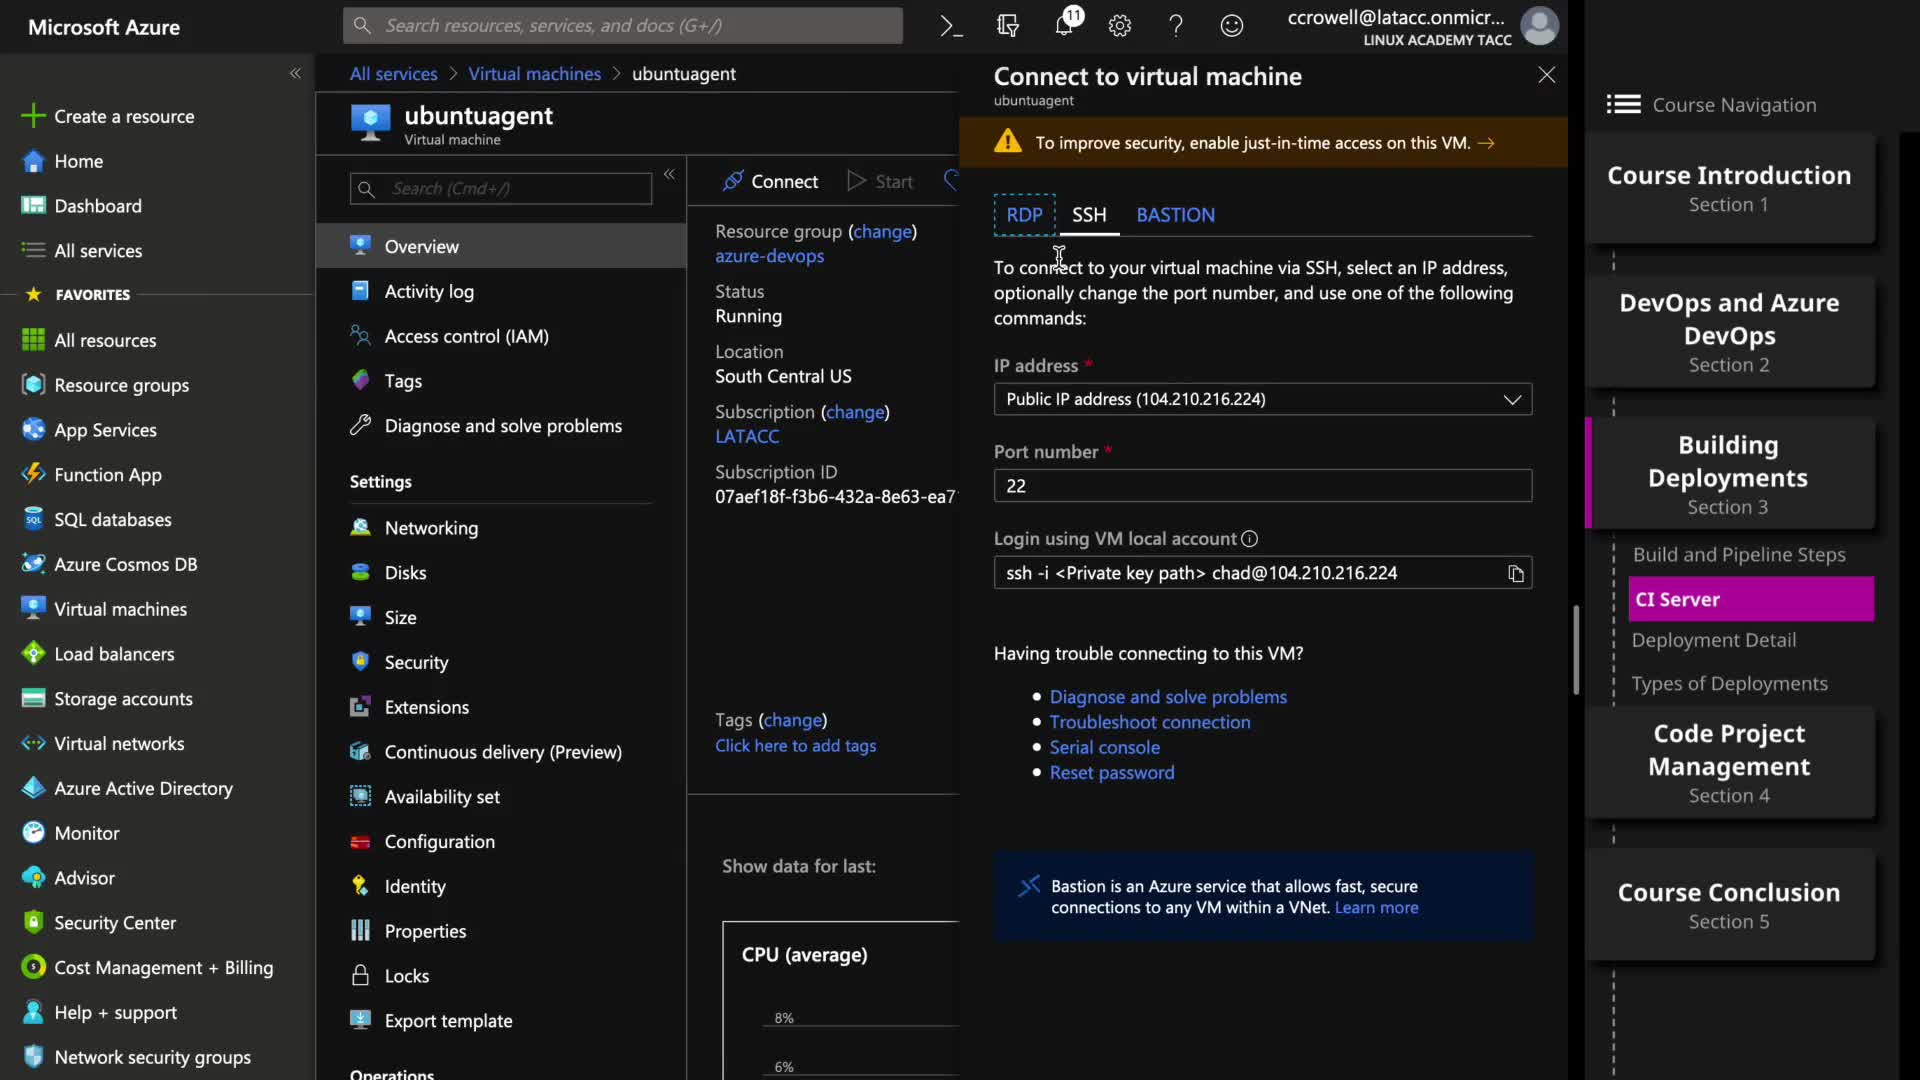 Microsoft Azure
Search resources, services, and docs (G+/)
11
ccrowell@latacc.onmicr...
LINUX ACADEMY TACC
Create a resource
Home
Dashboard
All services
FAVORITES
All resources
Resource groups
App Services
Function App
SQL databases
Azure Cosmos DB
Virtual machines
Load balancers
Storage accounts
Virtual networks
Azure Active Directory
Monitor
Advisor
Security Center
Cost Management + Billing
Help + support
Network security groups
All services > Virtual machines > ubuntuagent
ubuntuagent
Virtual machine
Search (Cmd+/)
Overview
Activity log
Access control (IAM)
Tags
Diagnose and solve problems
Settings
Networking
Disks
Size
Security
Extensions
Continuous delivery (Preview)
Availability set
Configuration
Identity
Properties
Locks
Export template
Operations
Connect
Start
Resource group (change)
azure-devops
Status
Running
Location
South Central US
Subscription (change)
LATACC
Subscription ID
07aef18f-f3b6-432a-8e63-ea7
Tags (change)
Click here to add tags
Show data for last:
CPU (average)
8%
6%
Connect to virtual machine
ubuntuagent
To improve security, enable just-in-time access on this VM. →
RDP
SSH
BASTION
To connect to your virtual machine via SSH, select an IP address,
optionally change the port number, and use one of the following
commands:
IP address *
Public IP address (104.210.216.224)
Port number *
22
Login using VM local account
ssh -i <Private key path> chad@104.210.216.224
Having trouble connecting to this VM?
Diagnose and solve problems
Troubleshoot connection
Serial console
Reset password
Bastion is an Azure service that allows fast, secure
connections to any VM within a VNet. Learn more
Course Navigation
Course Introduction
Section 1
DevOps and Azure
DevOps
Section 2
Building
Deployments
Section 3
Build and Pipeline Steps
CI Server
Deployment Detail
Types of Deployments
Code Project
Management
Section 4
Course Conclusion
Section 5